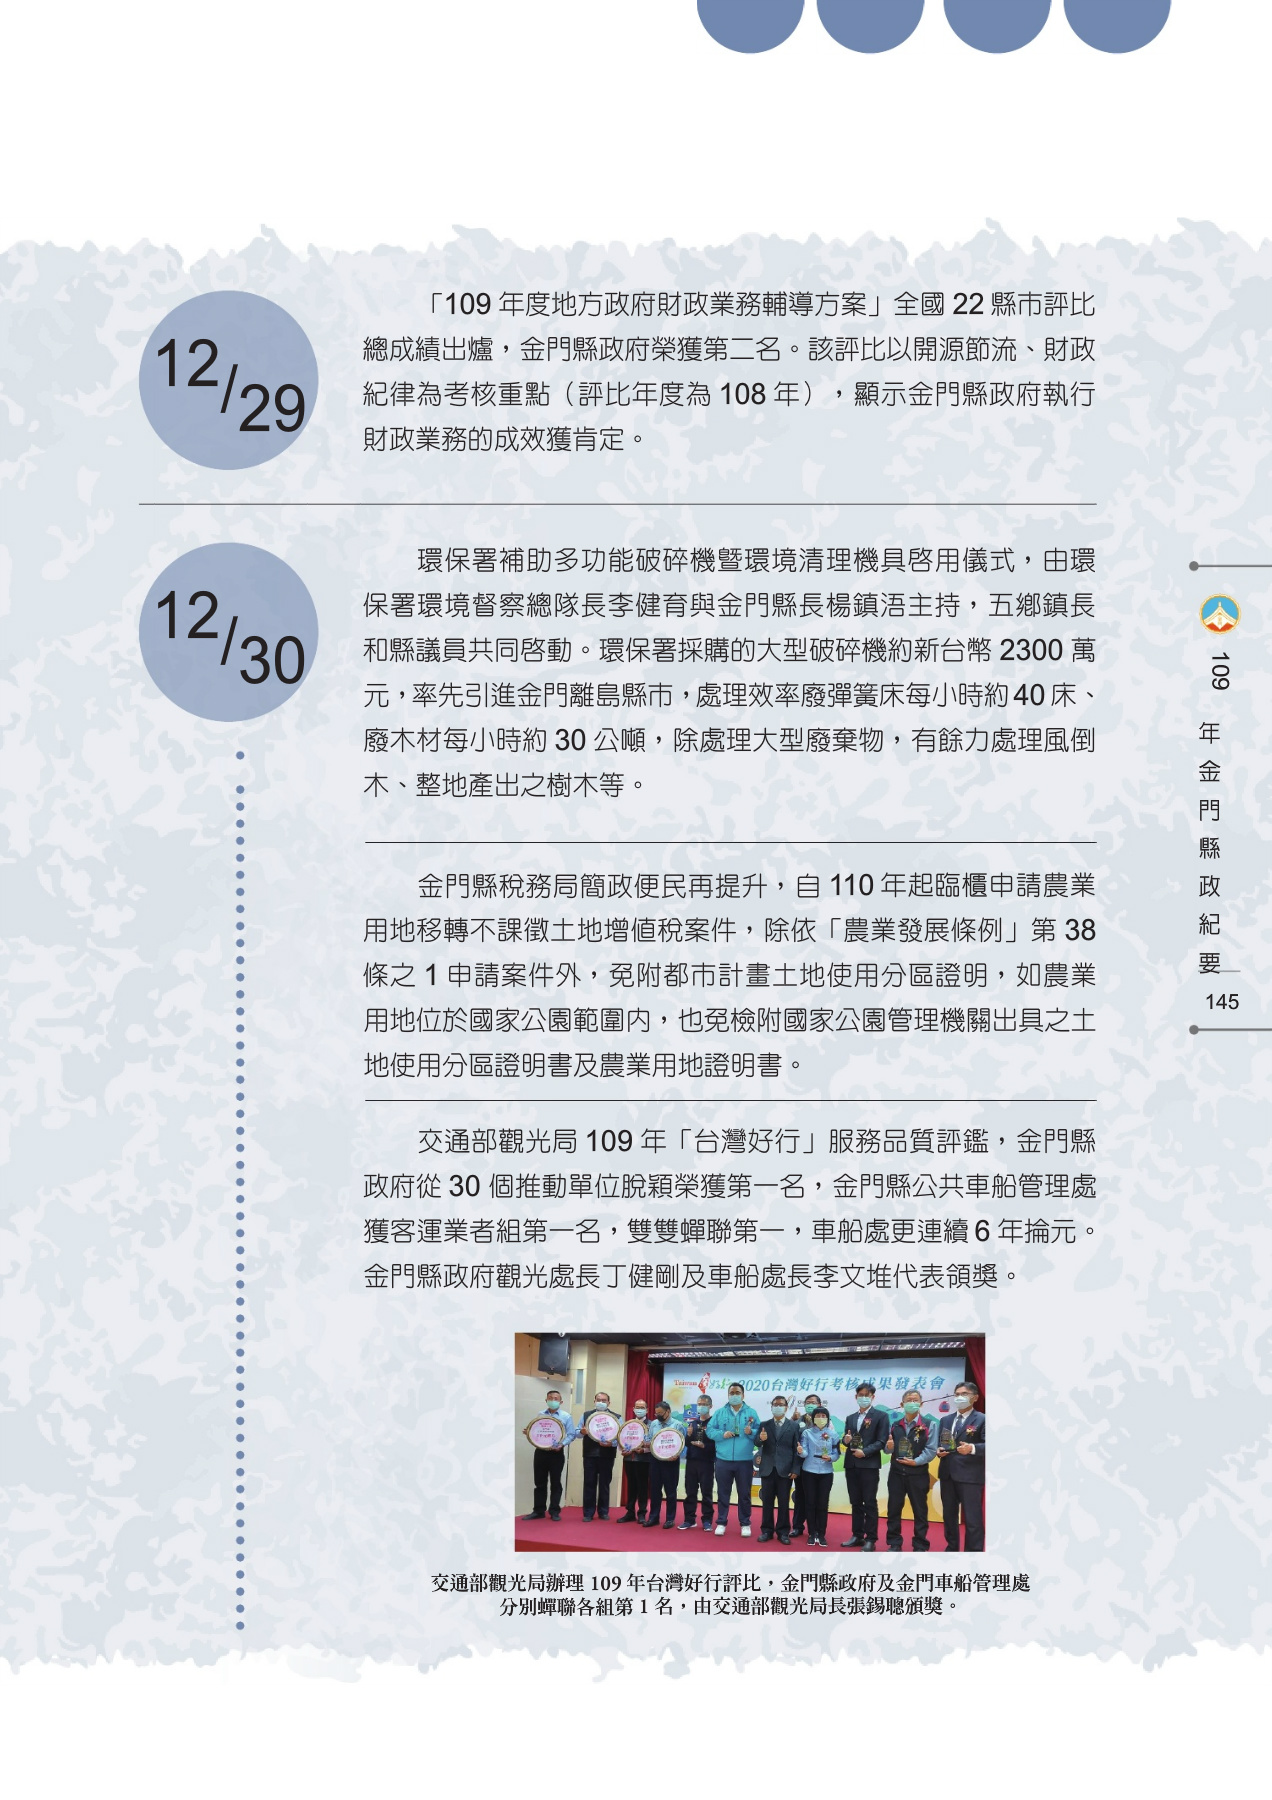 12/29
「109 年度地方政府財政業務輔導方案」全國 22 縣市評比
總成績出爐，金門縣政府榮獲第二名。該評比以開源節流、財政
紀律為考核重點（評比年度為 108 年），顯示金門縣政府執行
財政業務的成效獲肯定。
12/30
環保署補助多功能破碎機暨環境清理機具啓用儀式，由環
保署環境督察總隊長李健育與金門縣長楊鎮浯主持，五鄉鎮長
和縣議員共同啓動。環保署採購的大型破碎機約新台幣 2300 萬
元，率先引進金門離島縣市，處理效率廢彈簧床每小時約 40 床、
廢木材每小時約 30 公噸，除處理大型廢棄物，有餘力處理風倒
木、整地產出之樹木等。
金門縣稅務局簡政便民再提升，自 110 年起臨櫃申請農業
用地移轉不課徵土地增值稅案件，除依「農業發展條例」第 38
條之 1 申請案件外，免附都市計畫土地使用分區證明，如農業
用地位於國家公園範圍內，也免檢附國家公園管理機關出具之土
地使用分區證明書及農業用地證明書。
交通部觀光局 109 年「台灣好行」服務品質評鑑，金門縣
政府從 30 個推動單位脫穎榮獲第一名，金門縣公共車船管理處
獲客運業者組第一名，雙雙蟬聯第一，車船處更連續 6 年掄元。
金門縣政府觀光處長丁健剛及車船處長李文堆代表領獎。
2020台灣好行考核成果發表會
交通部觀光局辦理 109 年台灣好行評比，金門縣政府及金門車船管理處
分別蟬聯各組第 1 名，由交通部觀光局長張錫聰頒獎。
109 年金門縣政紀要
145